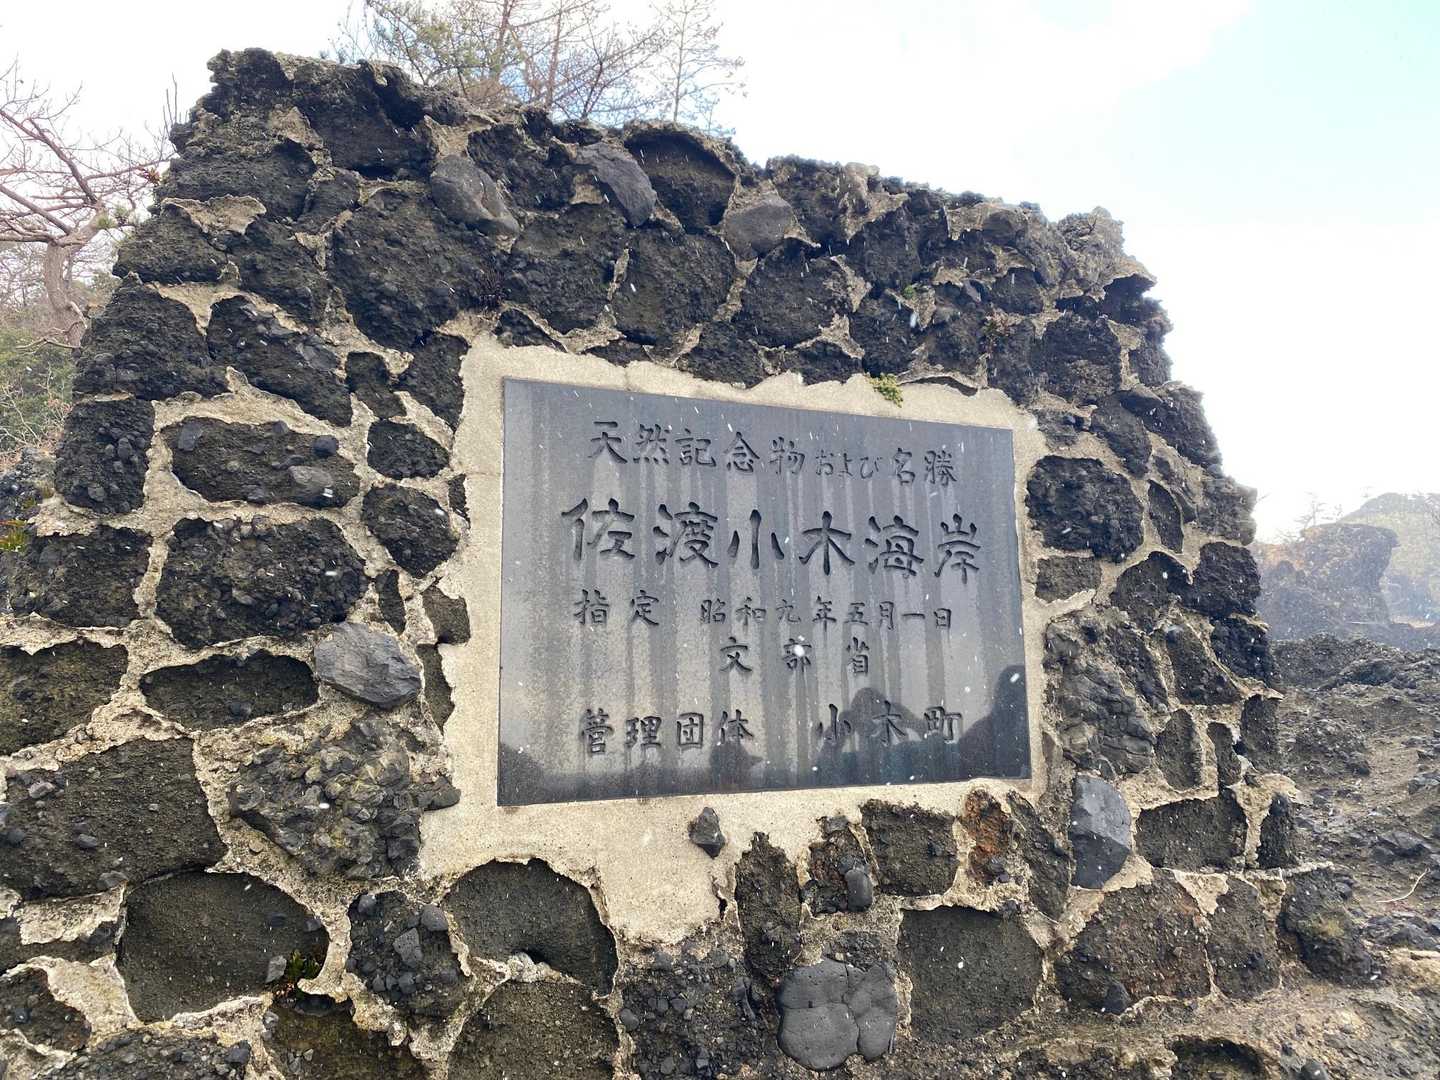 天然記念物および名勝
佐渡小木海岸
指定 昭和九年五月一日
文部省
管理団体 小木町